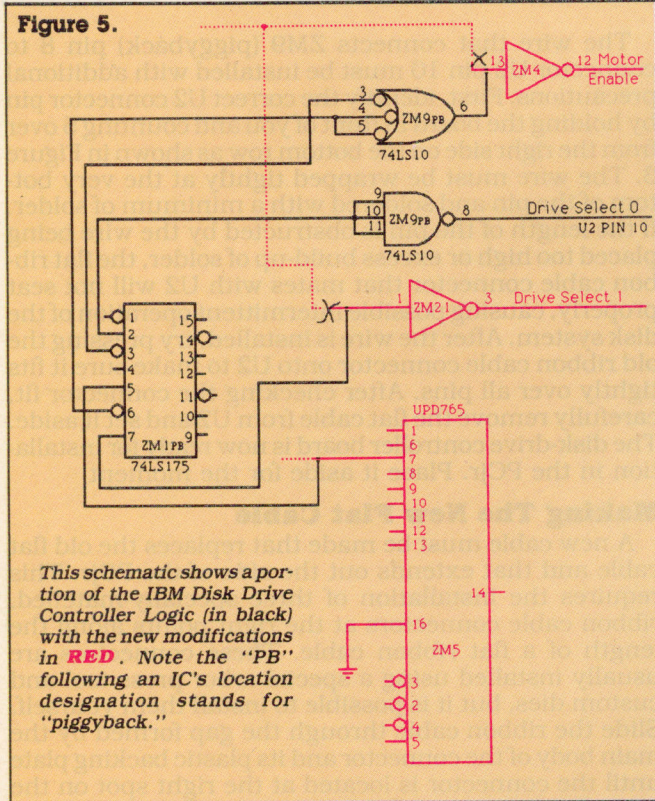 Figure 5.
13
ZM4
12 Motor
Enable
3
4
5
ZM9PB
6
74LS10
9
10
11
ZM9PB
8
74LS10
Drive Select 0
U2 PIN 10
1
ZM21
3
Drive Select 1
2
3
4
5
6
7
15
14
13
12
11
10
9
ZM1PB
74LS175
UPD765
1
6
7
8
9
10
11
12
13
14
16
ZM5
3
2
4
5
This schematic shows a por-
tion of the IBM Disk Drive
Controller Logic (in black)
with the new modifications
in RED. Note the "PB"
following an IC's location
designation stands for
"piggyback."